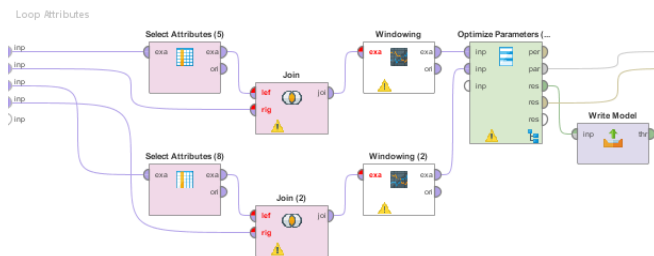 Loop Attributes
Select Attributes (5)
Windowing
Optimize Parameters (...
inp
exa
exa
ori
exa
exa
ori
inp
per
inp
inp
par
inp
inp
res
inp
res
inp
res
Join
lef
joi
rig
Write Model
inp
thr
Select Attributes (8)
exa
exa
ori
Windowing (2)
exa
exa
ori
Join (2)
lef
joi
rig